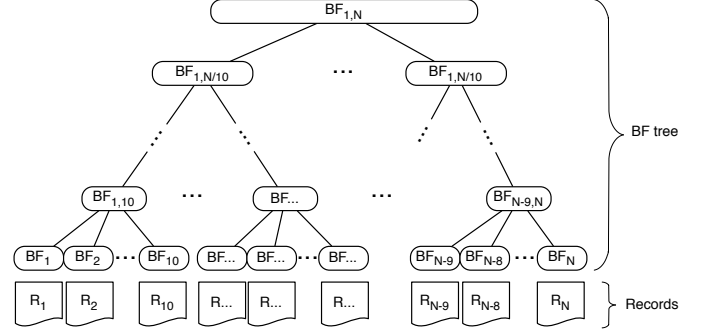 BF1,N
BF1,N/10 ... BF1,N/10
BF tree
BF1,10 ... BF... ... BFN-9,N
BF1 BF2 ... BF10 BF... BF... ... BF... BFN-9 BFN-8 ... BFN
R1 R2 R10 R... R... R... RN-9 RN-8 RN Records